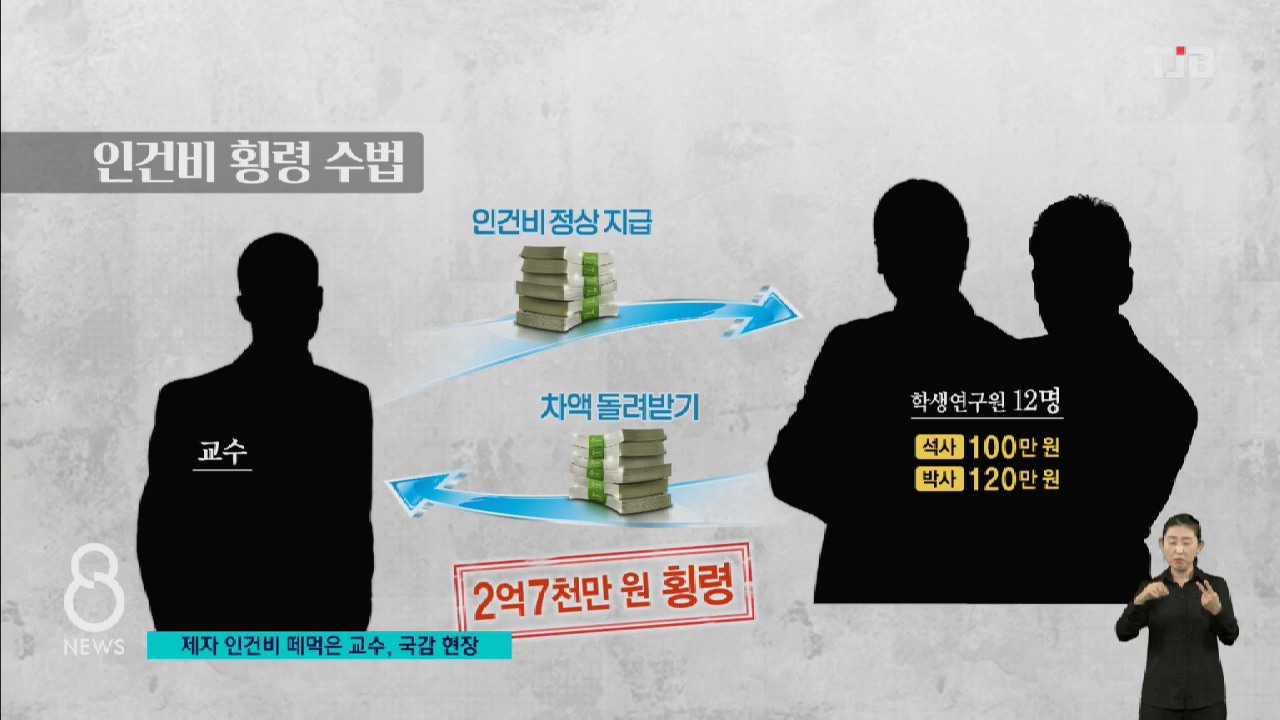 TJB
인건비 횡령 수법
인건비 정상 지급
차액 돌려받기
교수
학생연구원 12명
석사 100만 원
박사 120만 원
2억7천만 원 횡령
8
NEWS
제자 인건비 떼먹은 교수, 국감 현장